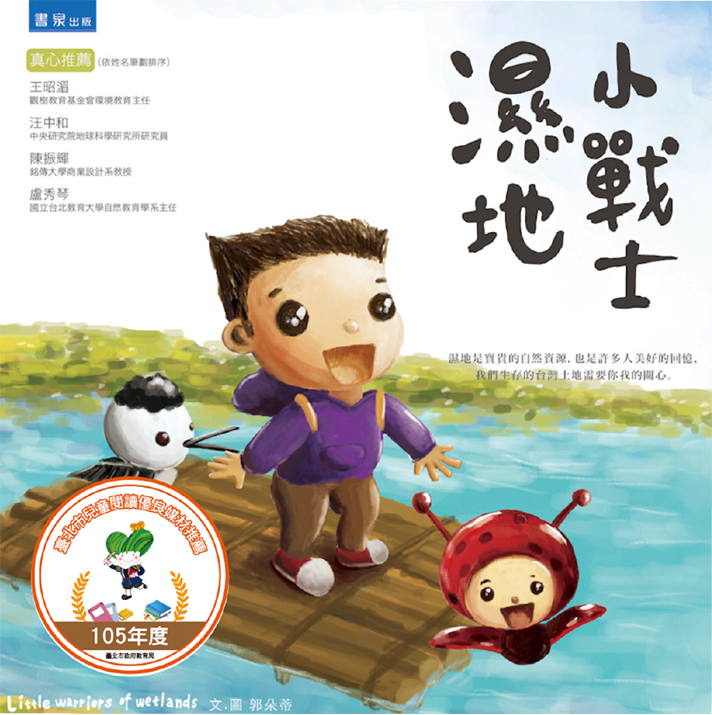 書泉出版
真心推薦(依姓名筆劃排序)
王昭湄
觀樹教育基金會環境教育主任
汪中和
中央研究院地球科學研究所研究員
陳振輝
銘傳大學商業設計系教授
盧秀琴
國立台北教育大學自然教育學系主任
濕地
小戰士
濕地是寶貴的自然資源,也是許多人美好的回憶、
我們生存的台灣土地需要你我的關心。
臺北市兒童閱讀優良媒材推薦
105年度
臺北市政府教育局
Little warriors of wetlands 文.圖 郭朵蒂